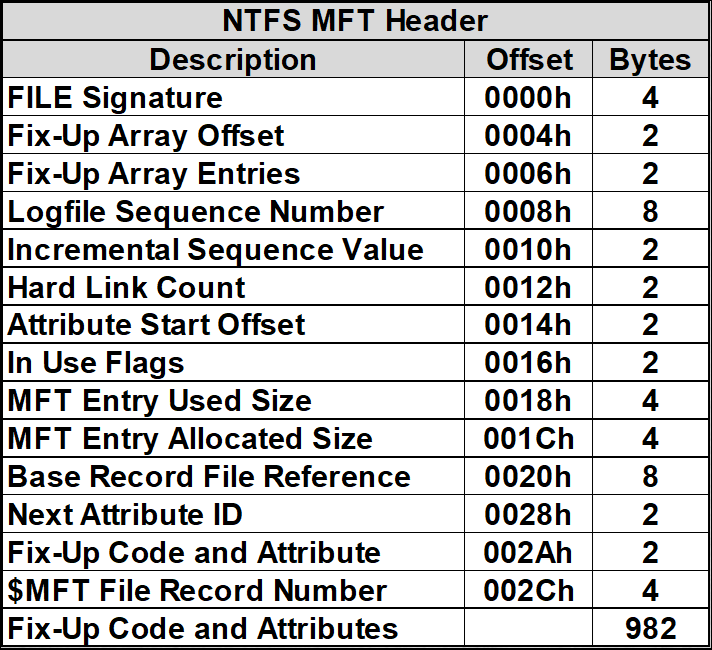 NTFS MFT Header
Description Offset Bytes
FILE Signature 0000h 4
Fix-Up Array Offset 0004h 2
Fix-Up Array Entries 0006h 2
Logfile Sequence Number 0008h 8
Incremental Sequence Value 0010h 2
Hard Link Count 0012h 2
Attribute Start Offset 0014h 2
In Use Flags 0016h 2
MFT Entry Used Size 0018h 4
MFT Entry Allocated Size 001Ch 4
Base Record File Reference 0020h 8
Next Attribute ID 0028h 2
Fix-Up Code and Attribute 002Ah 2
$MFT File Record Number 002Ch 4
Fix-Up Code and Attributes 982